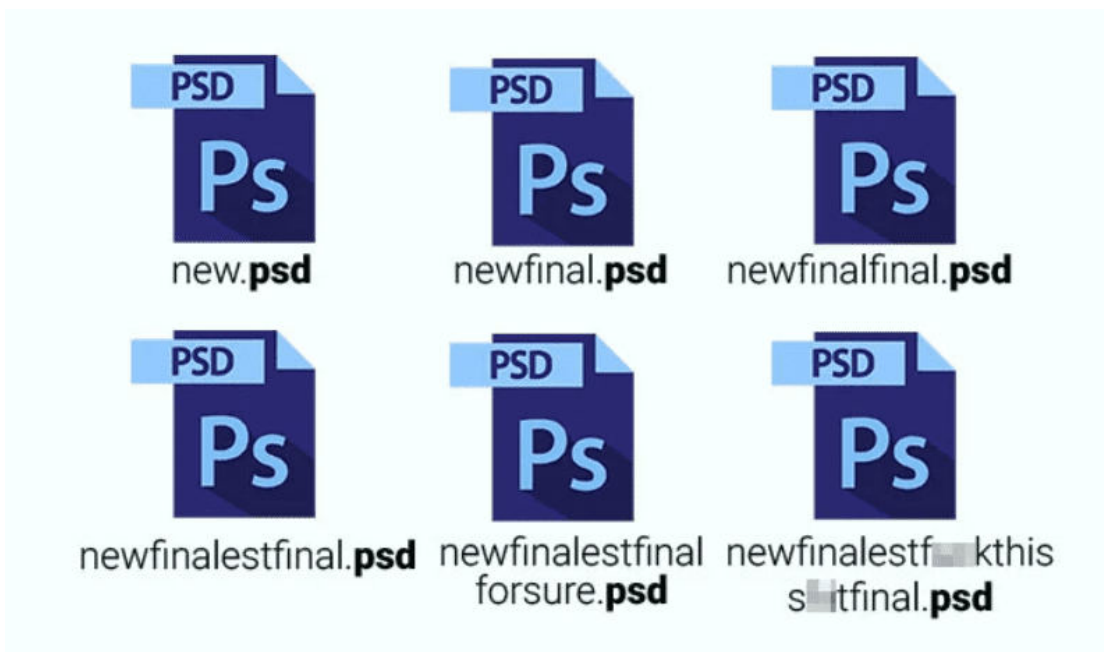 PSD
Ps
new.psd
PSD
Ps
newfinal.psd
PSD
Ps
newfinalfinal.psd
PSD
Ps
newfinalestfinal.psd
PSD
Ps
newfinalestfinal
forsure.psd
PSD
Ps